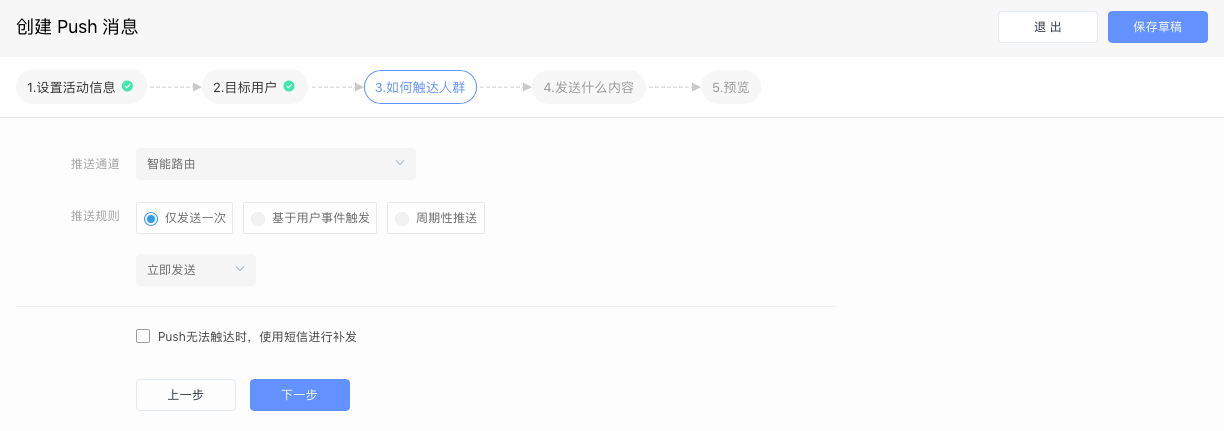 创建 Push 消息
退 出
保存草稿
1.设置活动信息
2.目标用户
3.如何触达人群
4.发送什么内容
5.预览
推送通道
智能路由
推送规则
仅发送一次
基于用户事件触发
周期性推送
立即发送
Push无法触达时，使用短信进行补发
上一步
下一步